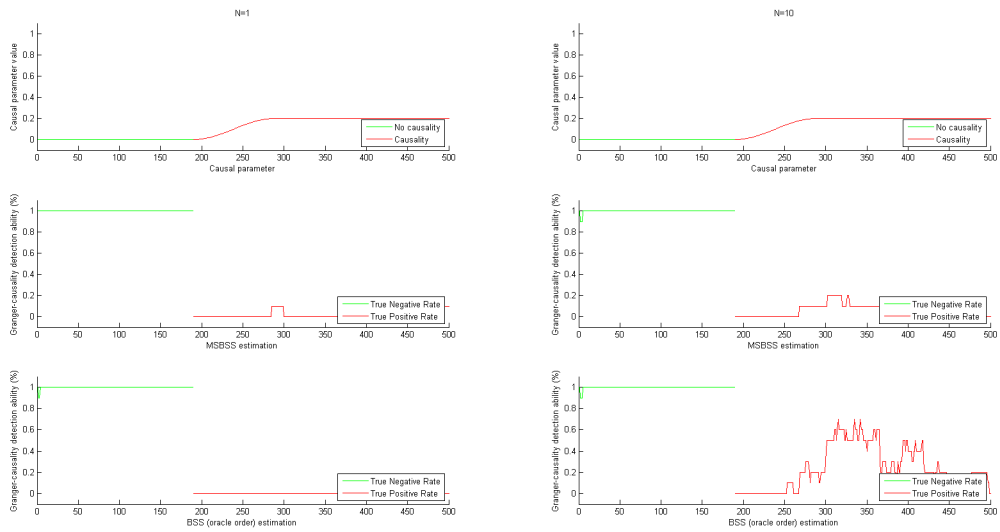 N=1
Causal parameter value
1
0.8
0.6
0.4
0.2
0
No causality
Causality
0 50 100 150 200 250 300 350 400 450 500
Causal parameter
Granger-causality detection ability (%)
1
0.8
0.6
0.4
0.2
0
True Negative Rate
True Positive Rate
0 50 100 150 200 250 300 350 400 450 500
MSBSS estimation
Granger-causality detection ability (%)
1
0.8
0.6
0.4
0.2
0
True Negative Rate
True Positive Rate
0 50 100 150 200 250 300 350 400 450 500
BSS (oracle order) estimation
N=10
Causal parameter value
1
0.8
0.6
0.4
0.2
0
No causality
Causality
0 50 100 150 200 250 300 350 400 450 500
Causal parameter
Granger-causality detection ability (%)
1
0.8
0.6
0.4
0.2
0
True Negative Rate
True Positive Rate
0 50 100 150 200 250 300 350 400 450 500
MSBSS estimation
Granger-causality detection ability (%)
1
0.8
0.6
0.4
0.2
0
True Negative Rate
True Positive Rate
0 50 100 150 200 250 300 350 400 450 500
BSS (oracle order) estimation